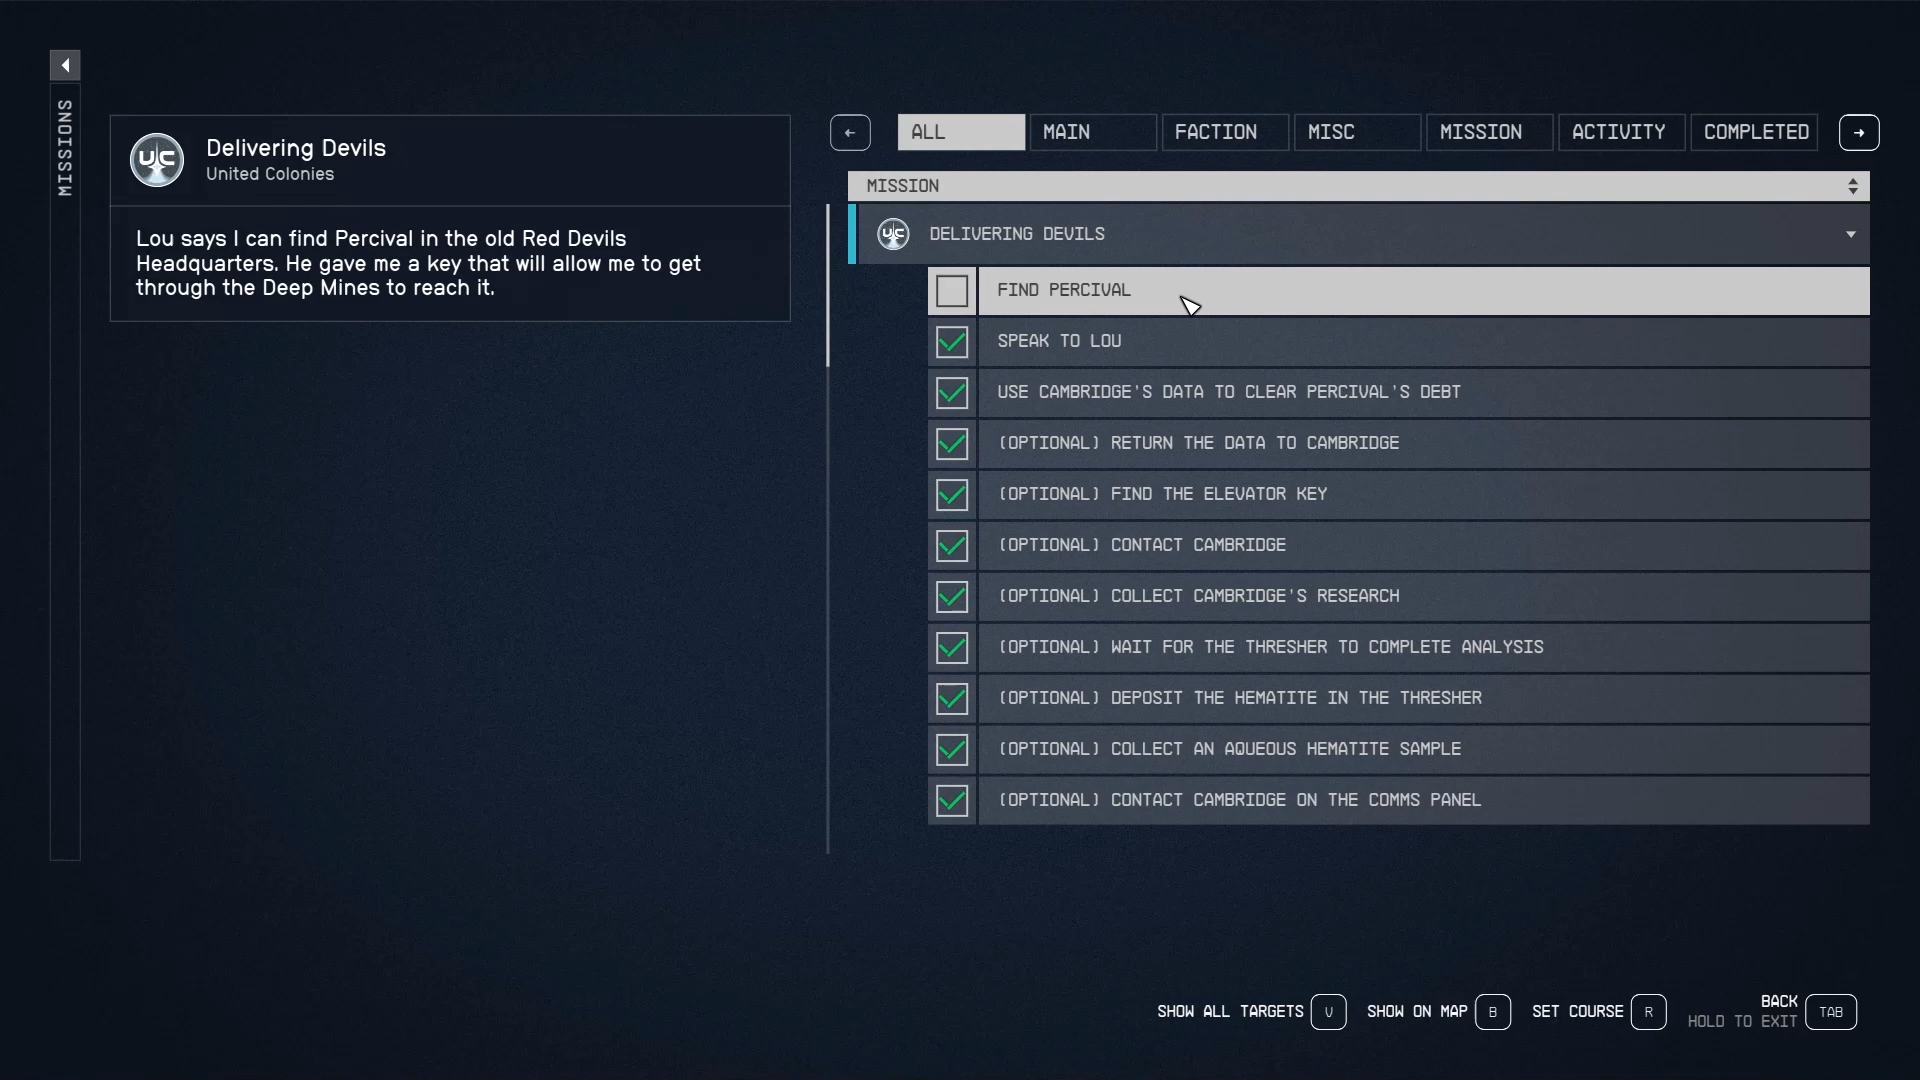 MISSIONS
UC
Delivering Devils
United Colonies
Lou says I can find Percival in the old Red Devils
Headquarters. He gave me a key that will allow me to get
through the Deep Mines to reach it.
ALL
MAIN
FACTION
MISC
MISSION
ACTIVITY
COMPLETED
MISSION
UC
DELIVERING DEVILS
FIND PERCIVAL
SPEAK TO LOU
USE CAMBRIDGE'S DATA TO CLEAR PERCIVAL'S DEBT
(OPTIONAL) RETURN THE DATA TO CAMBRIDGE
(OPTIONAL) FIND THE ELEVATOR KEY
(OPTIONAL) CONTACT CAMBRIDGE
(OPTIONAL) COLLECT CAMBRIDGE'S RESEARCH
(OPTIONAL) WAIT FOR THE THRESHER TO COMPLETE ANALYSIS
(OPTIONAL) DEPOSIT THE HEMATITE IN THE THRESHER
(OPTIONAL) COLLECT AN AQUEOUS HEMATITE SAMPLE
(OPTIONAL) CONTACT CAMBRIDGE ON THE COMMS PANEL
SHOW ALL TARGETS V
SHOW ON MAP B
SET COURSE R
BACK
HOLD TO EXIT
TAB